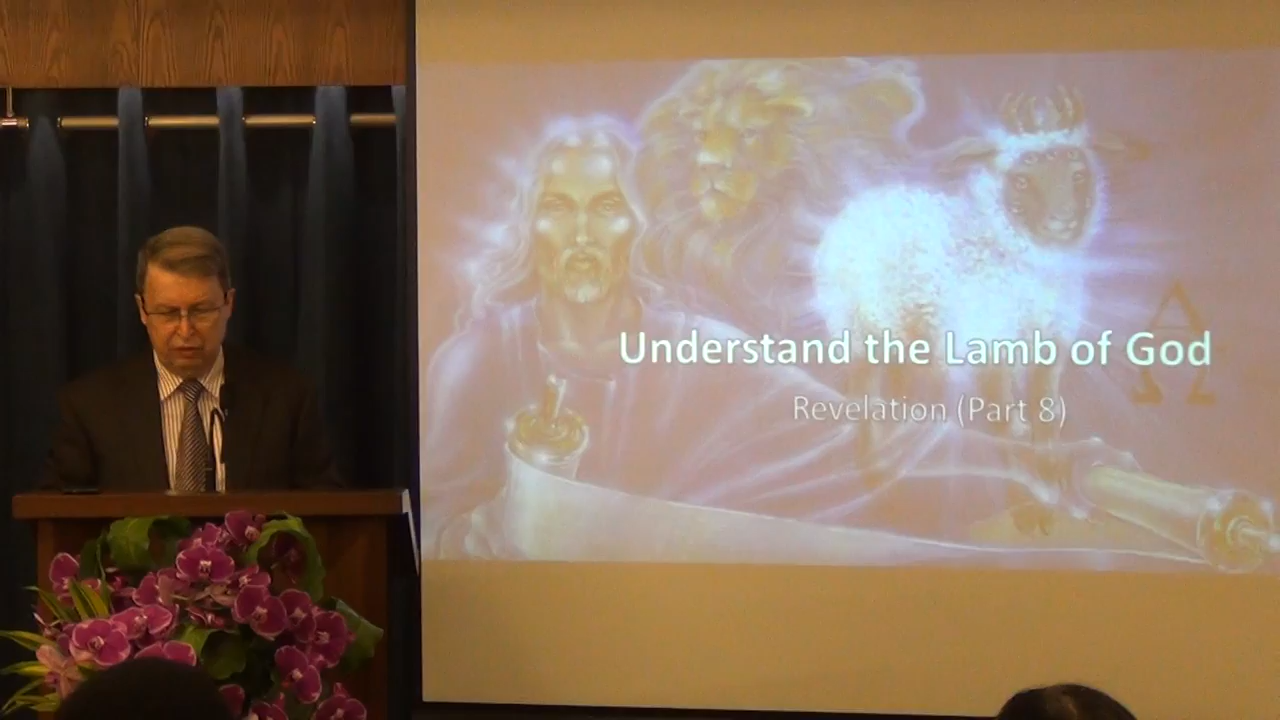 Understand the Lamb of God
Revelation (Part 8)
Α
Ω